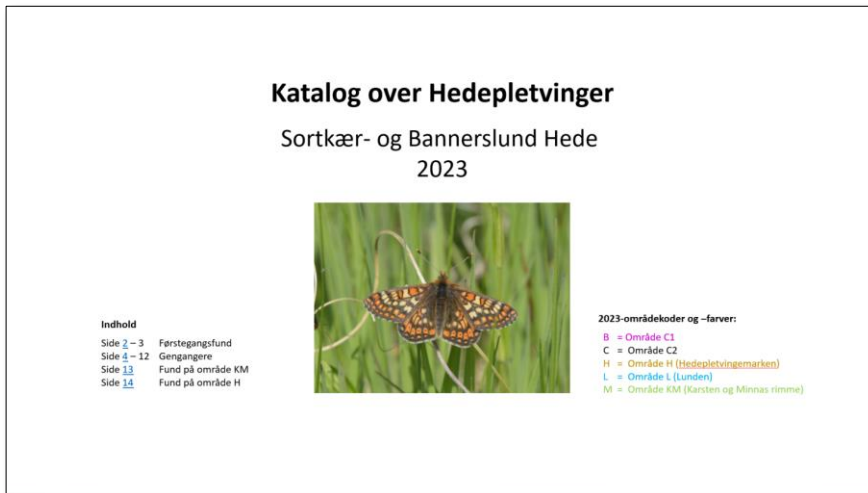 Katalog over Hedepletvinger
Sortkær- og Bannerslund Hede
2023
Indhold
Side 2 – 3 Førstegangsfund
Side 4 – 12 Gengangere
Side 13 Fund på område KM
Side 14 Fund på område H
2023-områdekoder og –farver:
B = Område C1
C = Område C2
H = Område H (Hedepletvingemarken)
L = Område L (Lunden)
M = Område KM (Karsten og Minnas rimme)